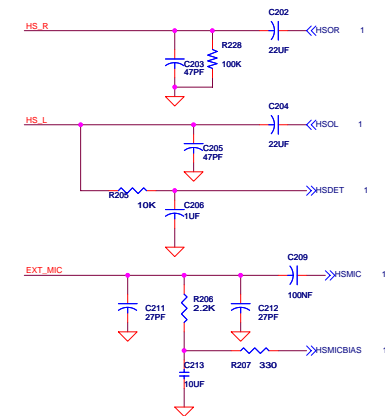 C202
HS_R
HSOR 1
R228
C203
100K
22UF
47PF
C204
HS_L
HSOL 1
22UF
C205
47PF
HSDET 1
R205
10K
C206
1UF
C209
EXT_MIC
HSMIC 1
100NF
R206
2.2K
C211
27PF
C212
27PF
HSMICBIAS 1
R207 330
C213
10UF